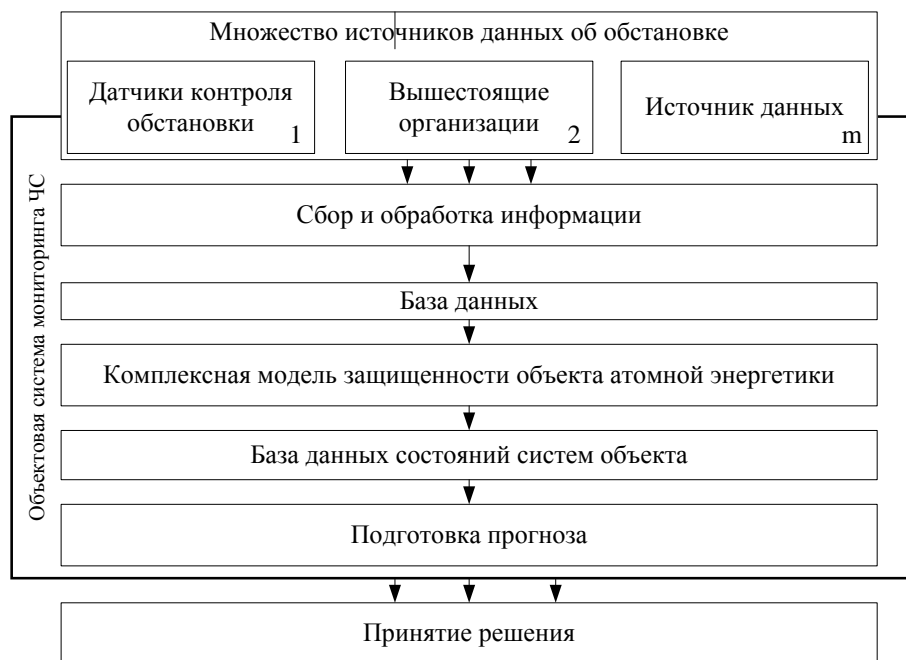 Множество источников данных об обстановке
Датчики контроля
обстановки
1
Вышестоящие
организации
2
Источник данных
m
Объектовая система мониторинга ЧС
Сбор и обработка информации
База данных
Комплексная модель защищенности объекта атомной энергетики
База данных состояний систем объекта
Подготовка прогноза
Принятие решения